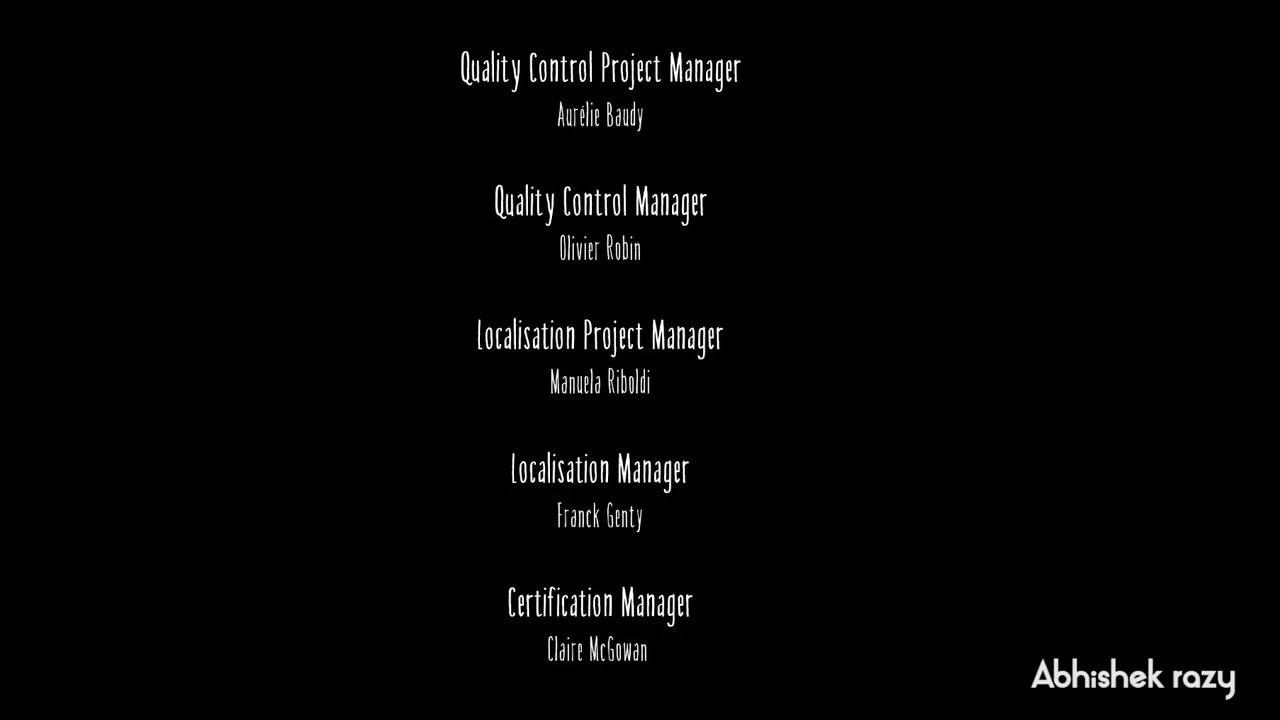 Quality Control Project Manager
Aurélie Baudy
Quality Control Manager
Olivier Robin
Localisation Project Manager
Manuela Riboldi
Localisation Manager
Franck Genty
Certification Manager
Claire McGowan
Abhishek razy